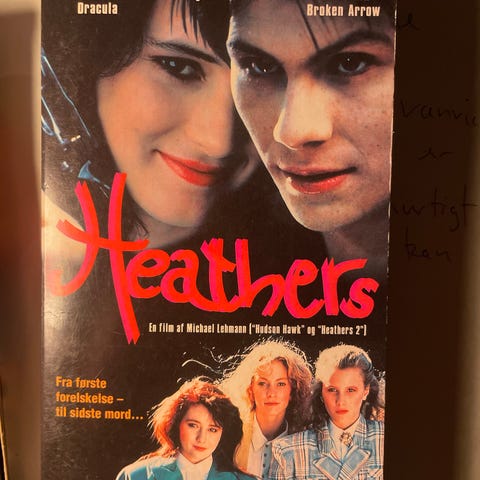 Dracula
Broken Arrow
Heathers
En film af Michael Lehmann ("Hudson Hawk" og "Heathers 2")
Fra første
forelskelse –
til sidste mord...
er